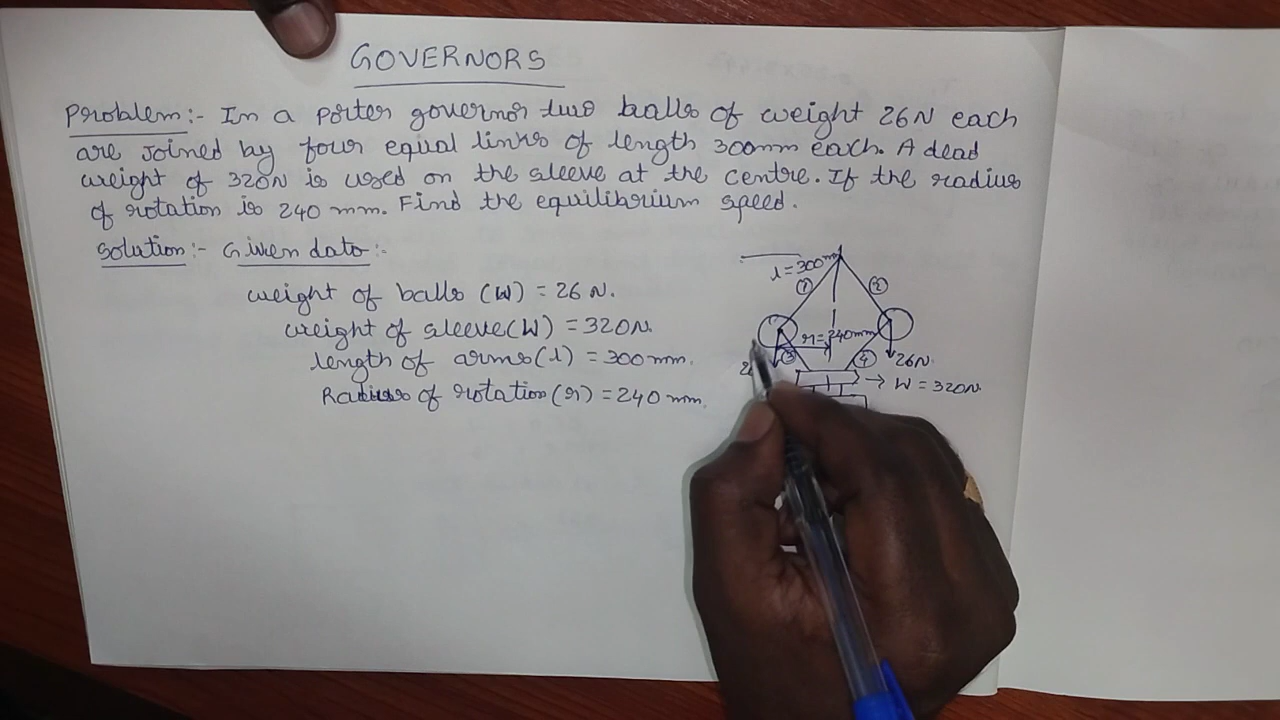 GOVERNORS
Problem:- In a porter governor two balls of weight 26N each
are joined by four equal links of length 300mm each. A dead
weight of 320N is used on the sleeve at the centre. If the radius
of rotation is 240 mm. Find the equilibrium speed.
Solution:- Given data:-
weight of balls (W) = 26 N.
weight of sleeve(W) = 320N.
length of arms(l) = 300mm.
Radius of rotation(r) = 240 mm.
l=300m
1 2
r=240mm
3 4
26N
W = 320N